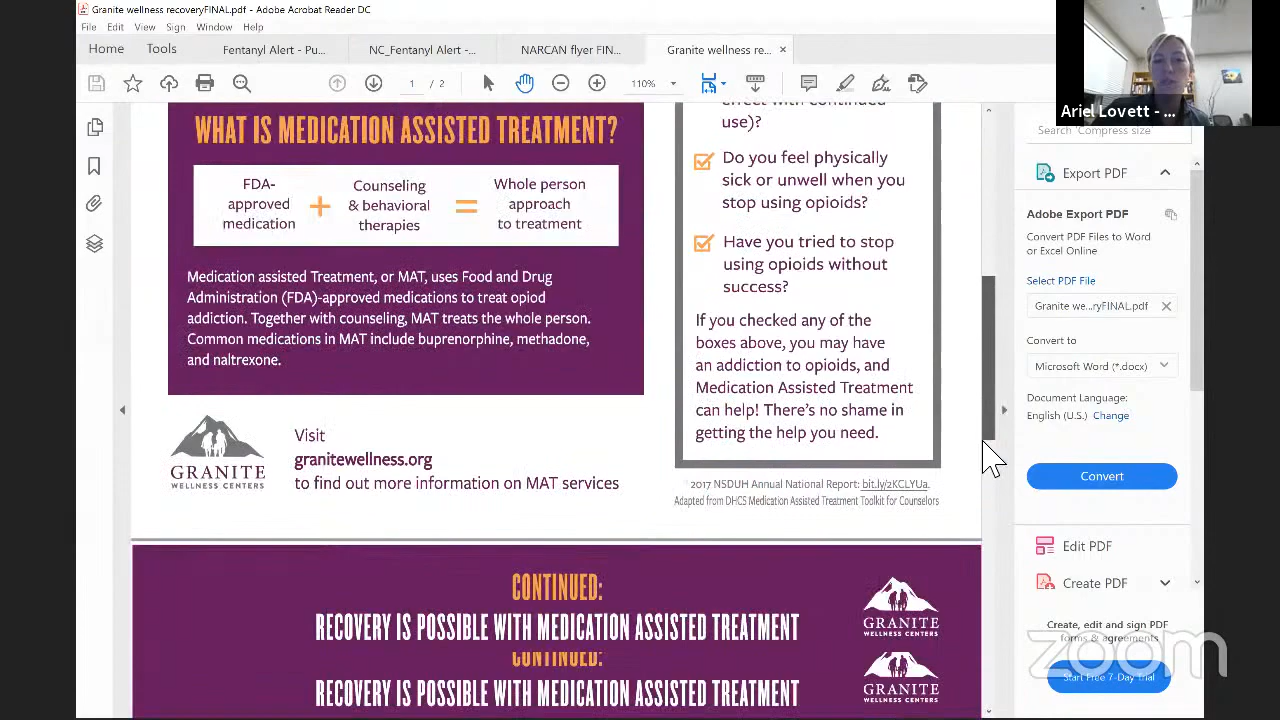 Granite wellness recoveryFINAL.pdf - Adobe Acrobat Reader DC
File Edit View Sign Window Help
Home Tools Fentanyl Alert - Pu... NC_Fentanyl Alert -... NARCAN flyer FIN... Granite wellness re... ×
1 / 2 110%
Ariel Lovett - ...
WHAT IS MEDICATION ASSISTED TREATMENT?
FDA-
approved
medication
+
Counseling
& behavioral
therapies
=
Whole person
approach
to treatment
Medication assisted Treatment, or MAT, uses Food and Drug
Administration (FDA)-approved medications to treat opiod
addiction. Together with counseling, MAT treats the whole person.
Common medications in MAT include buprenorphine, methadone,
and naltrexone.
GRANITE
WELLNESS CENTERS
Visit
granitewellness.org
to find out more information on MAT services
effect with continued
use)?
Do you feel physically
sick or unwell when you
stop using opioids?
Have you tried to stop
using opioids without
success?
If you checked any of the
boxes above, you may have
an addiction to opioids, and
Medication Assisted Treatment
can help! There's no shame in
getting the help you need.
2017 NSDUH Annual National Report: bit.ly/2KCLYUa.
Adapted from DHCS Medication Assisted Treatment Toolkit for Counselors
CONTINUED:
RECOVERY IS POSSIBLE WITH MEDICATION ASSISTED TREATMENT
GRANITE
WELLNESS CENTERS
CONTINUED:
RECOVERY IS POSSIBLE WITH MEDICATION ASSISTED TREATMENT
GRANITE
WELLNESS CENTERS
Search 'Compress size'
Export PDF
Adobe Export PDF
Convert PDF Files to Word
or Excel Online
Select PDF File
Granite we...ryFINAL.pdf ×
Convert to
Microsoft Word (*.docx)
Document Language:
English (U.S.) Change
Convert
Edit PDF
Create PDF
Create, edit and sign PDF
forms & agreements
Start Free 7-Day Trial
zoom